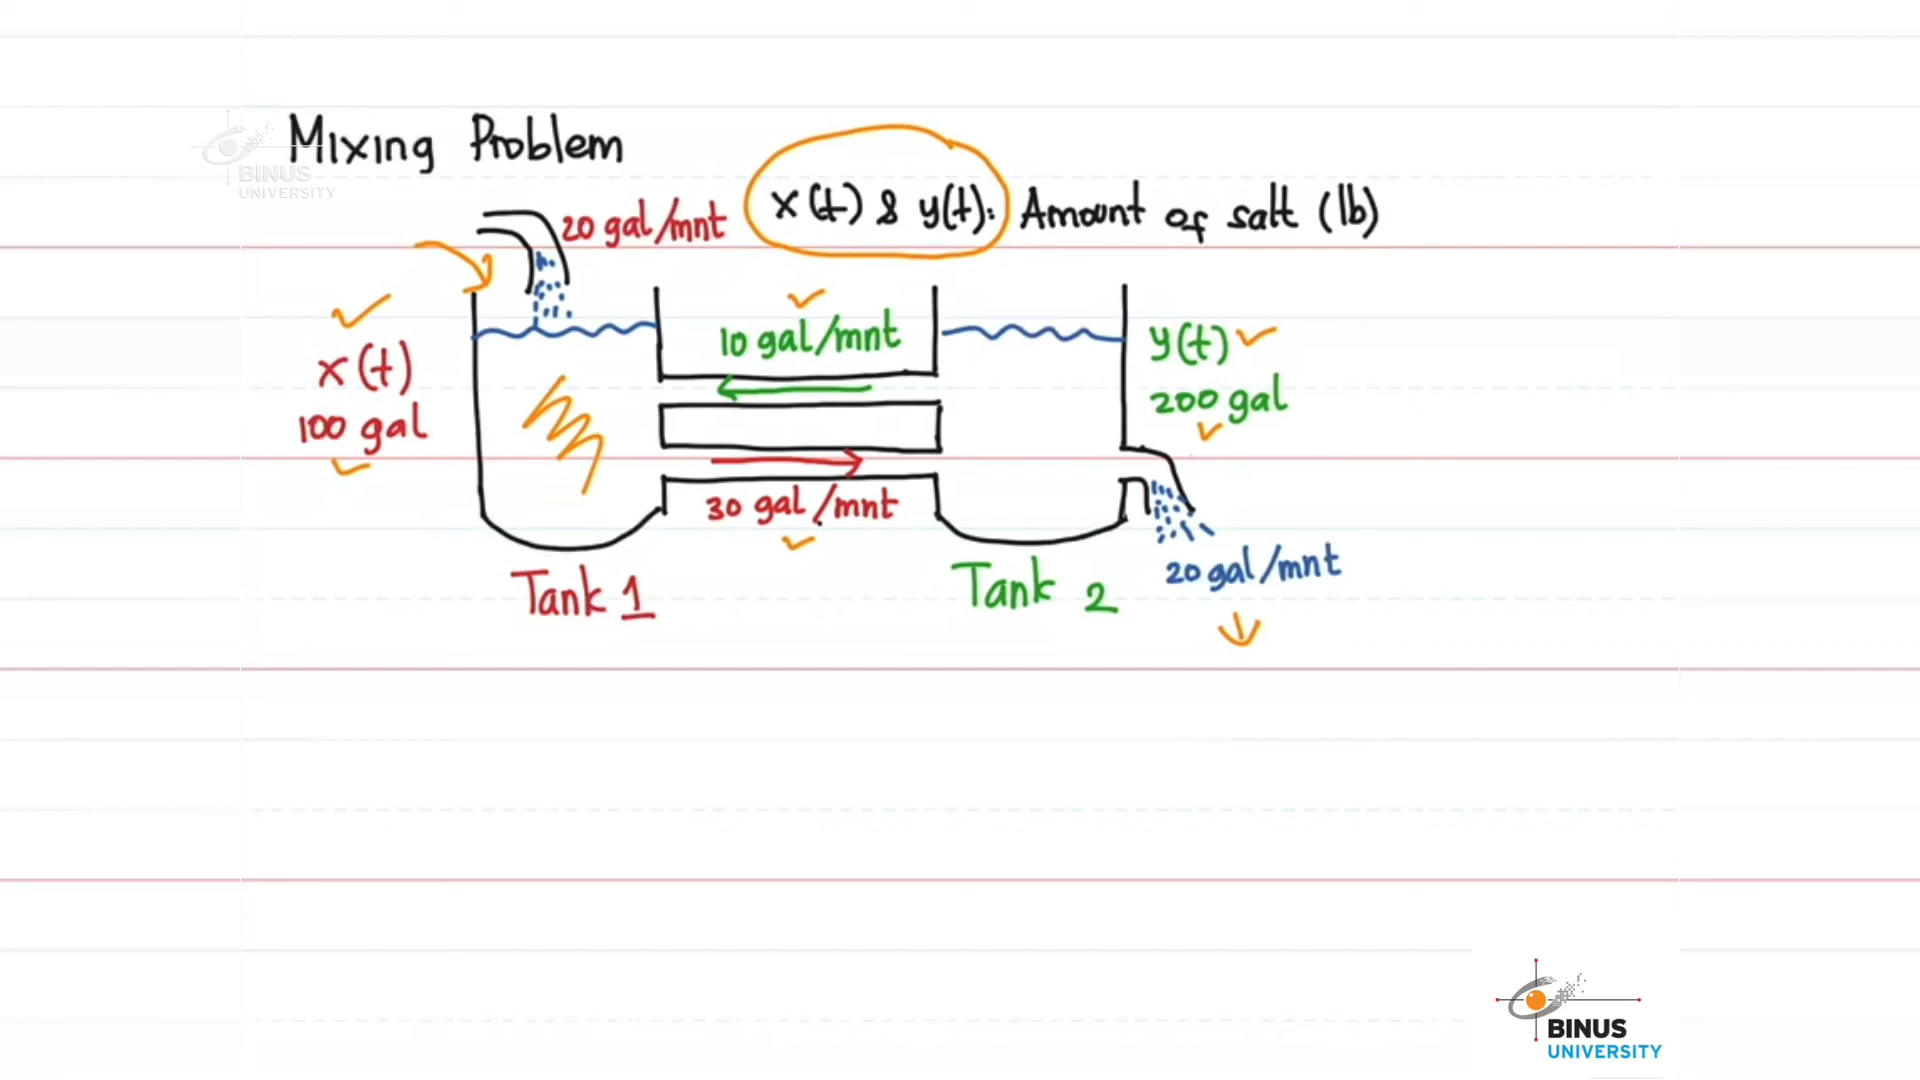 Mixing Problem
BINUS
UNIVERSITY
x(t) & y(t): Amount of salt (lb)
20 gal/mnt
10 gal/mnt
x(t)
100 gal
y(t)
200 gal
30 gal/mnt
20 gal/mnt
Tank 1
Tank 2
BINUS
UNIVERSITY